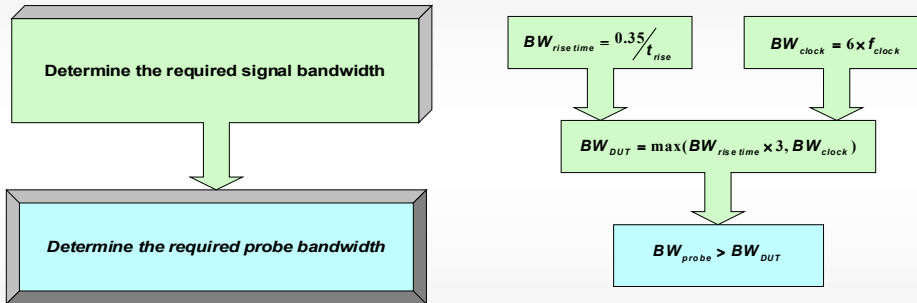 Determine the required signal bandwidth
Determine the required probe bandwidth
BW_rise time = 0.35/t_rise
BW_clock = 6 × f_clock
BW_DUT = max(BW_rise time × 3, BW_clock)
BW_probe > BW_DUT